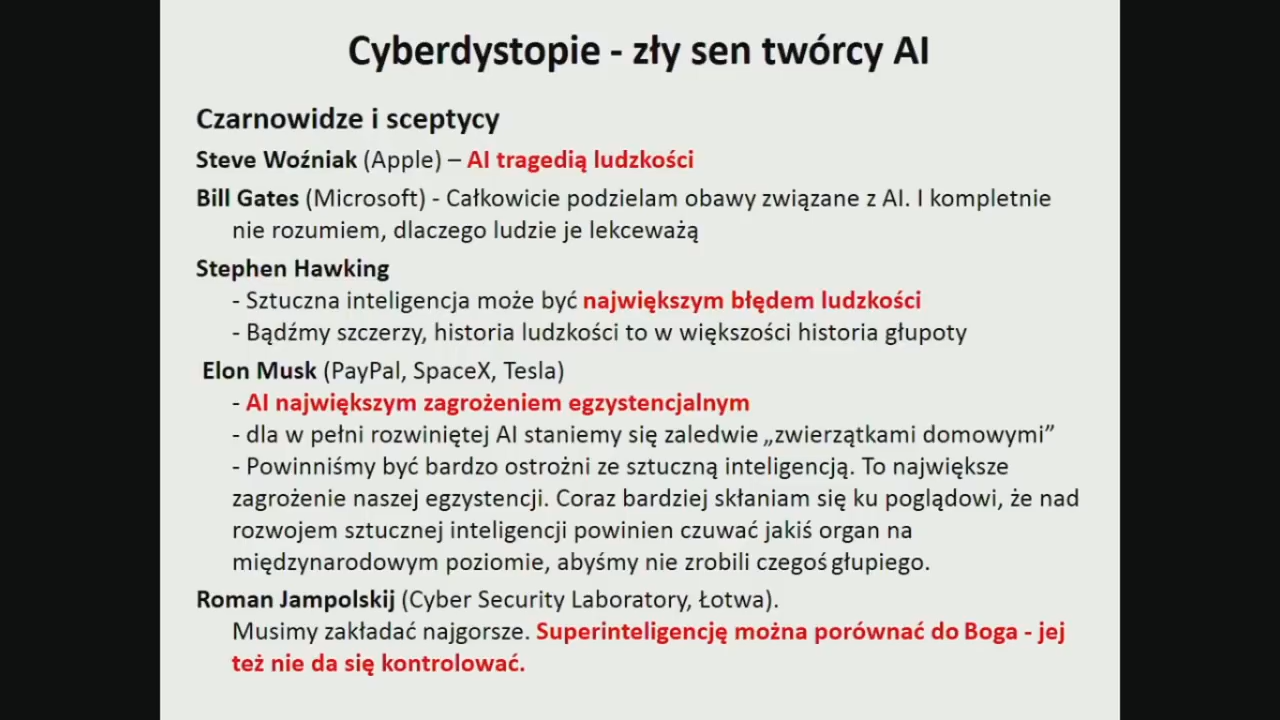 Cyberdystopie - zły sen twórcy AI
Czarnowidze i sceptycy
Steve Woźniak (Apple) – AI tragedią ludzkości
Bill Gates (Microsoft) - Całkowicie podzielam obawy związane z AI. I kompletnie
nie rozumiem, dlaczego ludzie je lekceważą
Stephen Hawking
- Sztuczna inteligencja może być największym błędem ludzkości
- Bądźmy szczerzy, historia ludzkości to w większości historia głupoty
Elon Musk (PayPal, SpaceX, Tesla)
- AI największym zagrożeniem egzystencjalnym
- dla w pełni rozwiniętej AI staniemy się zaledwie „zwierzątkami domowymi”
- Powinniśmy być bardzo ostrożni ze sztuczną inteligencją. To największe
zagrożenie naszej egzystencji. Coraz bardziej skłaniam się ku poglądowi, że nad
rozwojem sztucznej inteligencji powinien czuwać jakiś organ na
międzynarodowym poziomie, abyśmy nie zrobili czegoś głupiego.
Roman Jampolskij (Cyber Security Laboratory, Łotwa).
Musimy zakładać najgorsze. Superinteligencję można porównać do Boga - jej
też nie da się kontrolować.